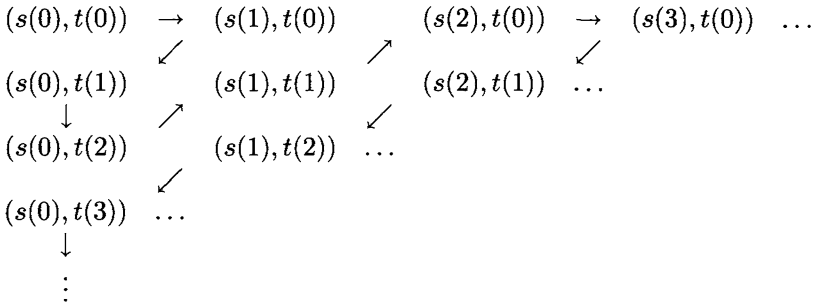 (s(0), t(0)) → (s(1), t(0)) (s(2), t(0)) → (s(3), t(0)) …
↙ ↗ ↙
(s(0), t(1)) (s(1), t(1)) (s(2), t(1)) …
↓ ↗ ↙
(s(0), t(2)) (s(1), t(2)) …
↙
(s(0), t(3)) …
↓
⋮